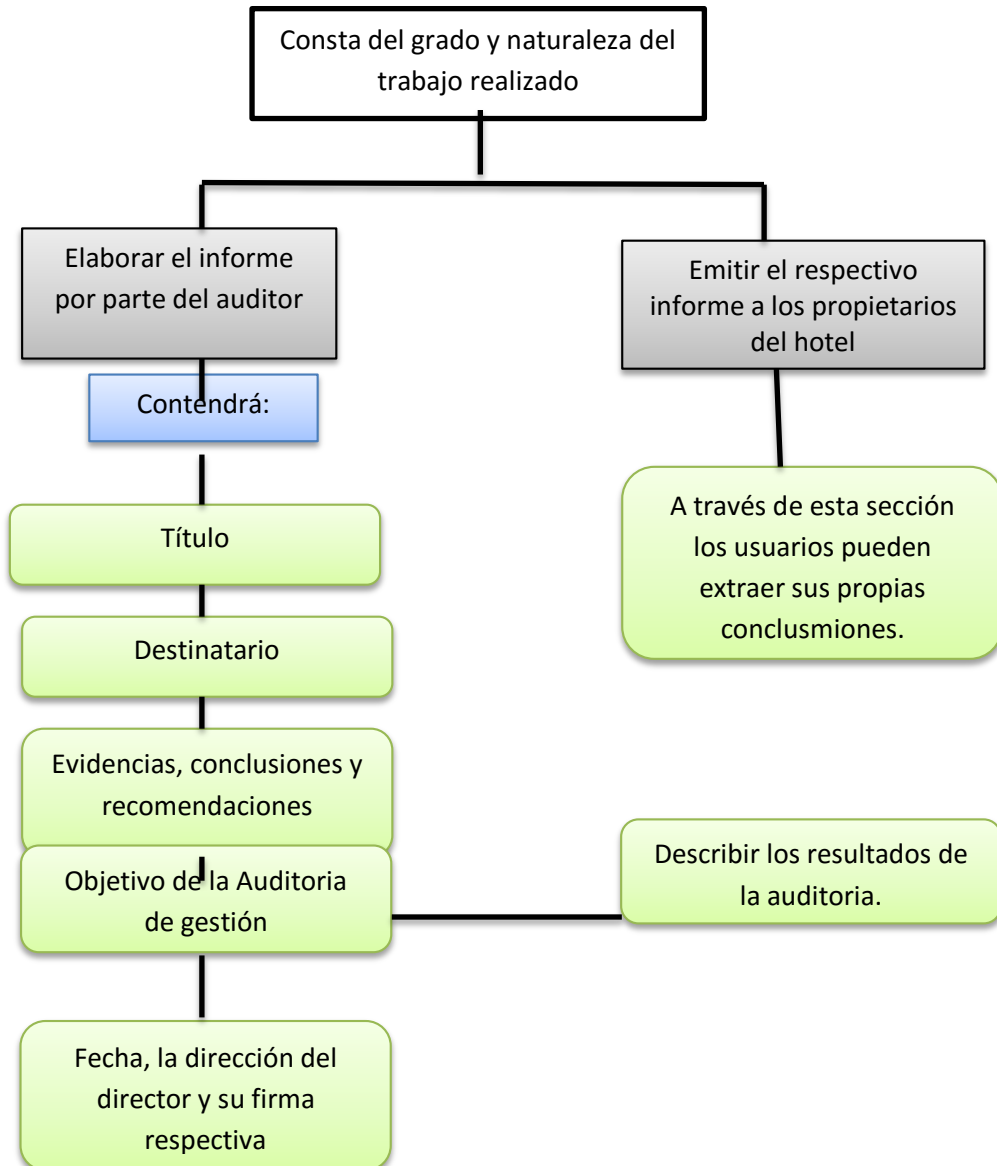 Consta del grado y naturaleza del
trabajo realizado
Elaborar el informe
por parte del auditor
Emitir el respectivo
informe a los propietarios
del hotel
Contendrá:
A través de esta sección
los usuarios pueden
extraer sus propias
conclusmiones.
Título
Destinatario
Evidencias, conclusiones y
recomendaciones
Objetivo de la Auditoria
de gestión
Describir los resultados de
la auditoria.
Fecha, la dirección del
director y su firma
respectiva